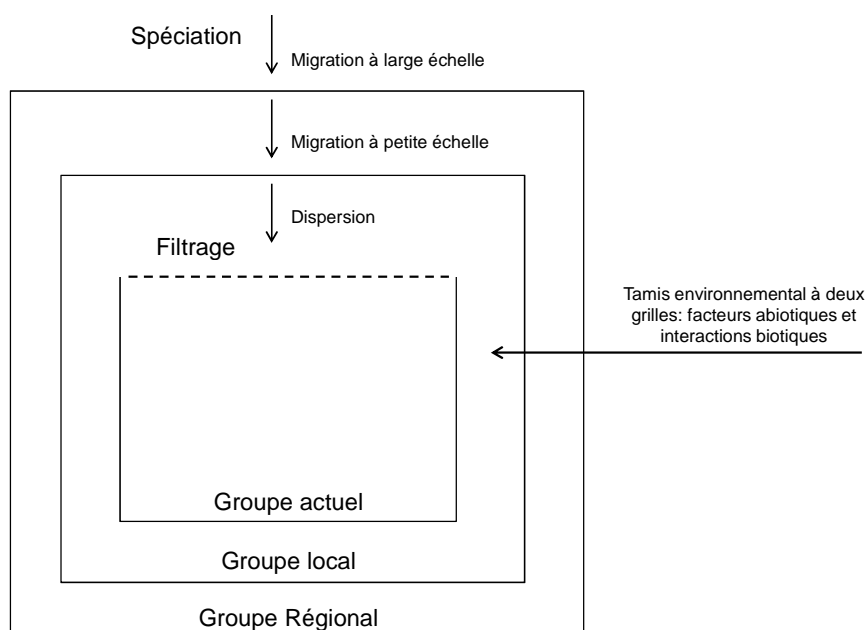 Spéciation
Migration à large échelle
Migration à petite échelle
Dispersion
Filtrage
Tamis environnemental à deux
grilles: facteurs abiotiques et
interactions biotiques
Groupe actuel
Groupe local
Groupe Régional